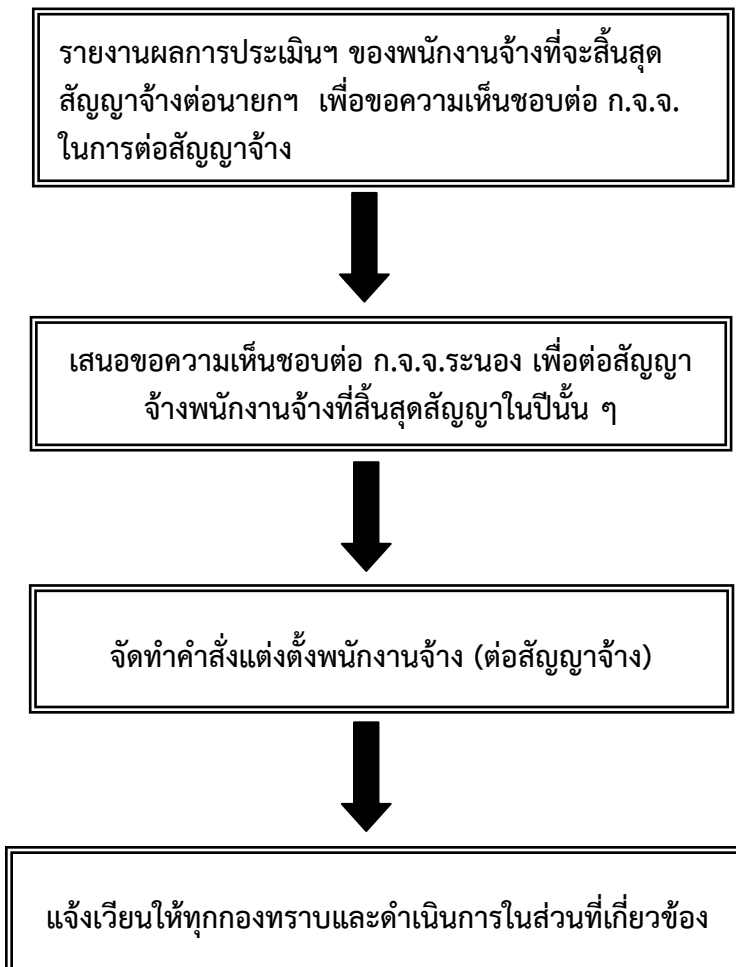 รายงานผลการประเมินฯ ของพนักงานจ้างที่จะสิ้นสุด
สัญญาจ้างต่อนายกฯ เพื่อขอความเห็นชอบต่อ ก.จ.จ.
ในการต่อสัญญาจ้าง
เสนอขอความเห็นชอบต่อ ก.จ.จ.ระนอง เพื่อต่อสัญญา
จ้างพนักงานจ้างที่สิ้นสุดสัญญาในปีนั้น ๆ
จัดทำคำสั่งแต่งตั้งพนักงานจ้าง (ต่อสัญญาจ้าง)
แจ้งเวียนให้ทุกกองทราบและดำเนินการในส่วนที่เกี่ยวข้อง